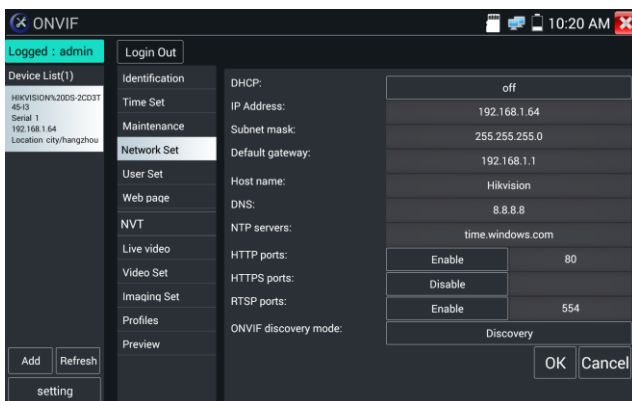 ONVIF
10:20 AM
Logged : admin
Login Out
Device List(1)
HIKVISION%20DS-2CD3T
45-I3
Serial 1
192.168.1.64
Location city/hangzhou
Add
Refresh
setting
Identification
Time Set
Maintenance
Network Set
User Set
Web page
NVT
Live video
Video Set
Imaging Set
Profiles
Preview
DHCP: off
IP Address: 192.168.1.64
Subnet mask: 255.255.255.0
Default gateway: 192.168.1.1
Host name: Hikvision
DNS: 8.8.8.8
NTP servers: time.windows.com
HTTP ports: Enable 80
HTTPS ports: Disable
RTSP ports: Enable 554
ONVIF discovery mode: Discovery
OK Cancel